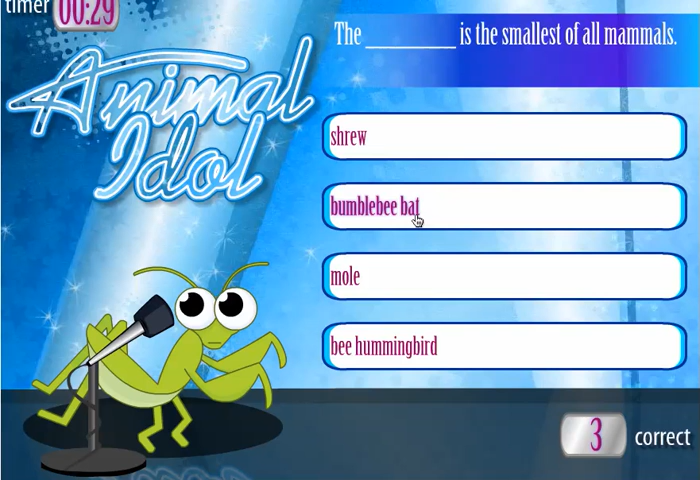 timer 00:29
The ________ is the smallest of all mammals.
Animal
Idol
shrew
bumblebee bat
mole
bee hummingbird
3 correct